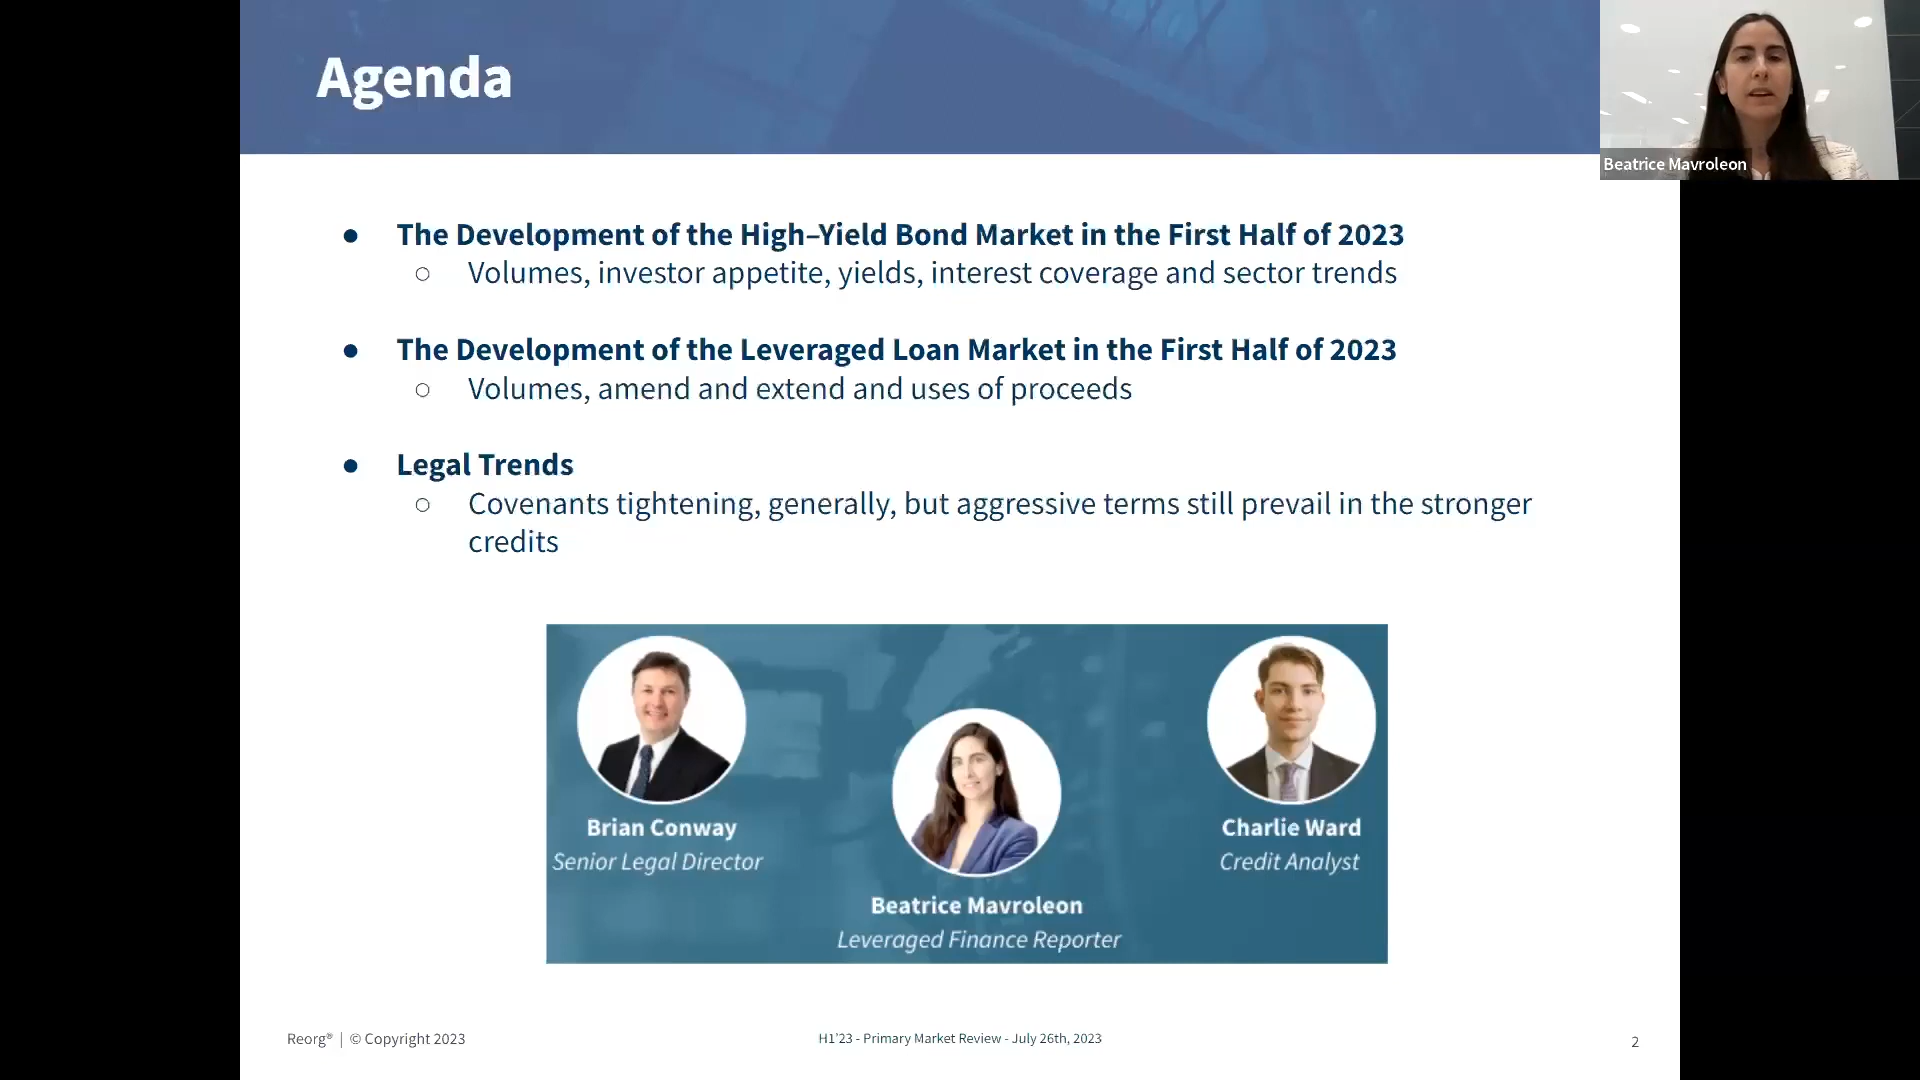 Agenda
Beatrice Mavroleon
● The Development of the High–Yield Bond Market in the First Half of 2023
○ Volumes, investor appetite, yields, interest coverage and sector trends
● The Development of the Leveraged Loan Market in the First Half of 2023
○ Volumes, amend and extend and uses of proceeds
● Legal Trends
○ Covenants tightening, generally, but aggressive terms still prevail in the stronger
credits
Brian Conway
Senior Legal Director
Beatrice Mavroleon
Leveraged Finance Reporter
Charlie Ward
Credit Analyst
Reorg® | © Copyright 2023
H1'23 - Primary Market Review - July 26th, 2023
2